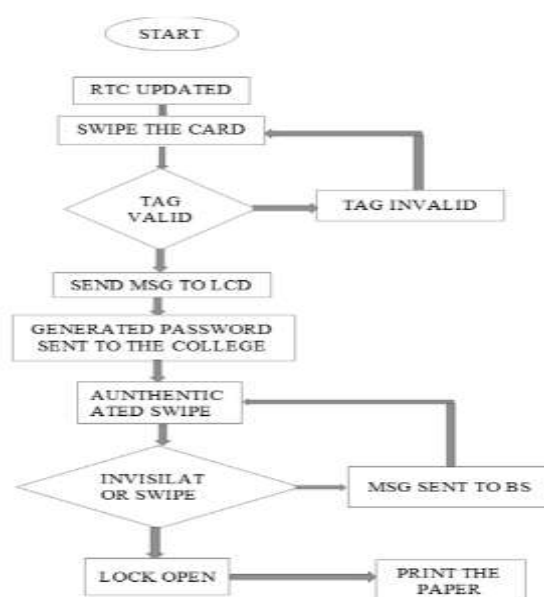 START
RTC UPDATED
SWIPE THE CARD
TAG
VALID
TAG INVALID
SEND MSG TO LCD
GENERATED PASSWORD
SENT TO THE COLLEGE
AUNTHENTIC
ATED SWIPE
INVISILAT
OR SWIPE
MSG SENT TO BS
LOCK OPEN
PRINT THE
PAPER